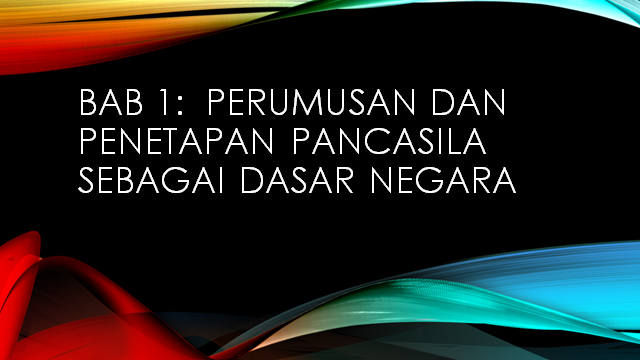 BAB 1:  PERUMUSAN DAN
PENETAPAN PANCASILA
SEBAGAI DASAR NEGARA